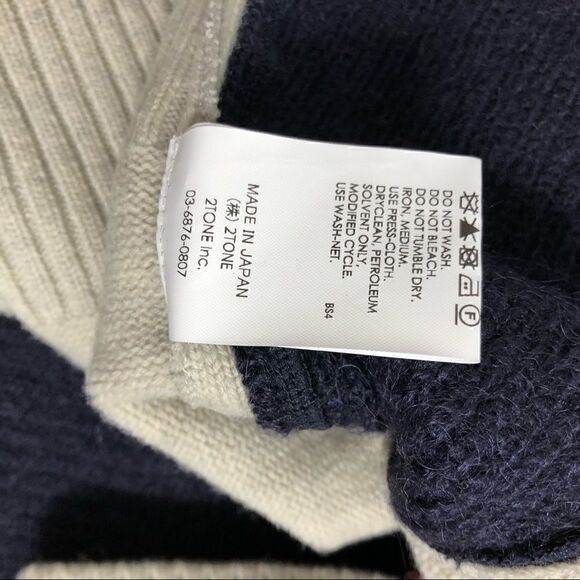 DO NOT WASH.
DO NOT BLEACH.
DO NOT TUMBLE DRY.
IRON, MEDIUM.
USE PRESS-CLOTH.
DRYCLEAN, PETROLEUM
SOLVENT ONLY,
MODIFIED CYCLE.
USE WASH-NET.
BS4
MADE IN JAPAN
(株) 2TONE
2TONE Inc.
03-6876-0807
F